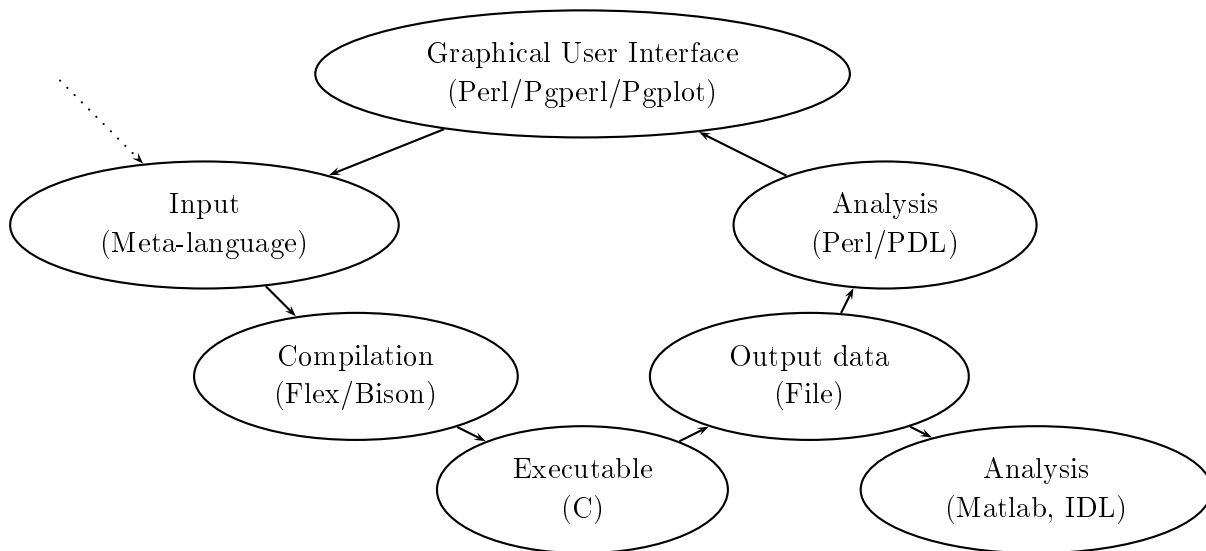 Graphical User Interface
(Perl/Pgperl/Pgplot)
Input
(Meta-language)
Analysis
(Perl/PDL)
Compilation
(Flex/Bison)
Output data
(File)
Executable
(C)
Analysis
(Matlab, IDL)